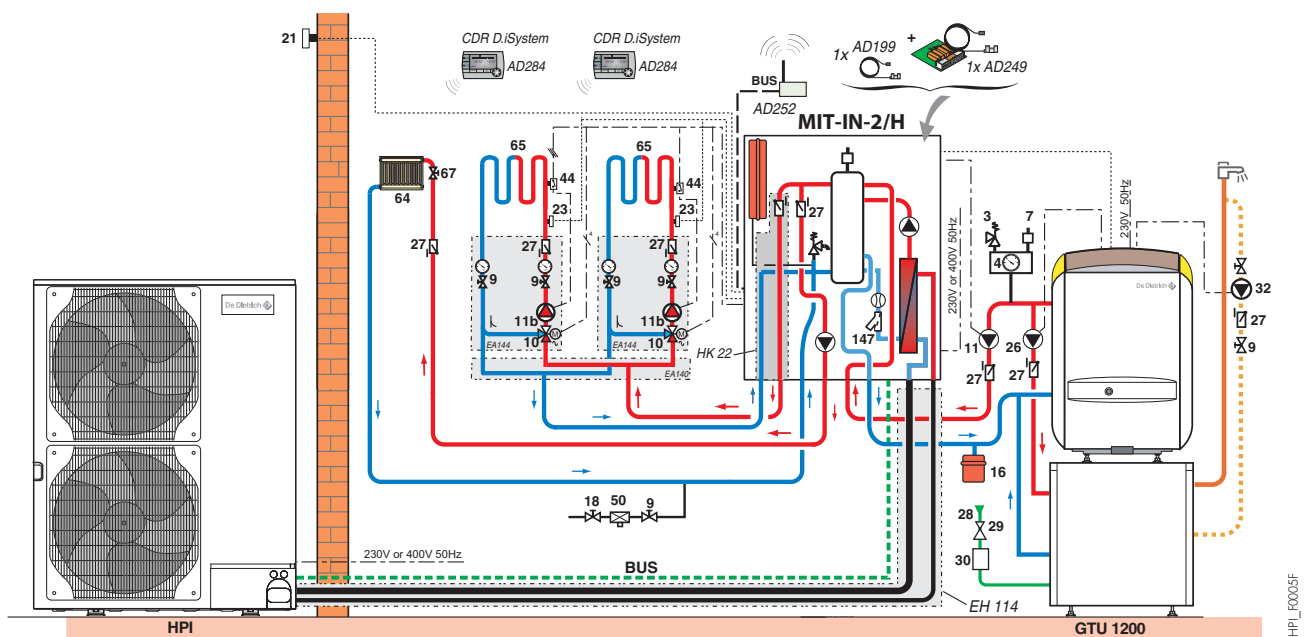 21
CDR D.iSystem
AD284
CDR D.iSystem
AD284
BUS
AD252
1x AD199
+
1x AD249
MIT-IN-2/H
65
65
67
64
44
44
23
23
27
27
27
27
9
9
9
9
11b
11b
10
10
M
M
4
4
EA144
EA144
EA140
HK 22
147
230V or 400V 50Hz
3
7
4
230V 50Hz
11
26
27
27
De Dietrich
32
27
9
16
18
50
9
28
29
30
De Dietrich
230V or 400V 50Hz
BUS
EH 114
HPI
GTU 1200
HPI_F0005F